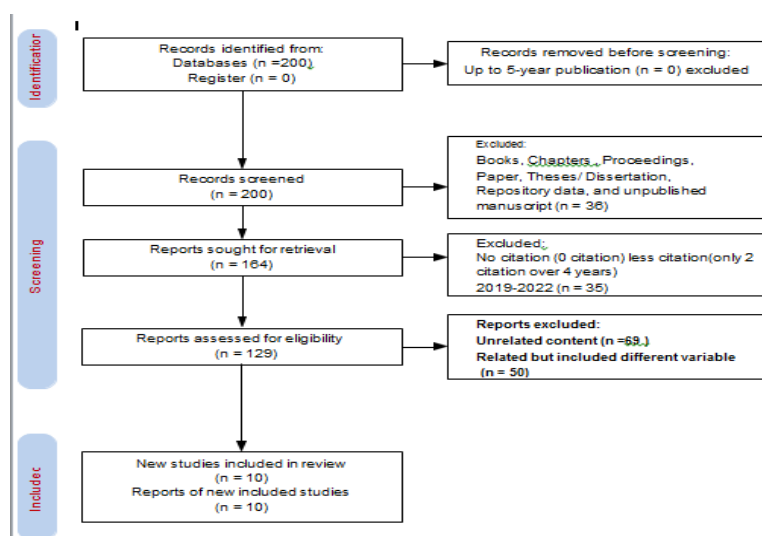 Identification
Records identified from:
Databases (n =200)
Register (n = 0)
Records removed before screening:
Up to 5-year publication (n = 0) excluded
Screening
Records screened
(n = 200)
Excluded:
Books, Chapters , Proceedings,
Paper, Theses/ Dissertation,
Repository data, and unpublished
manuscript (n = 36)
Reports sought for retrieval
(n = 164)
Excluded;
No citation (0 citation) less citation(only 2
citation over 4 years)
2019-2022 (n = 35)
Reports assessed for eligibility
(n = 129)
Reports excluded:
Unrelated content (n =69 )
Related but included different variable
(n = 50)
Includec
New studies included in review
(n = 10)
Reports of new included studies
(n = 10)